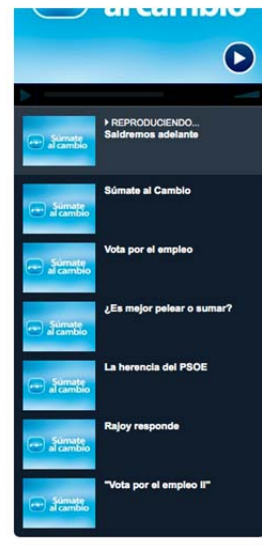 al cambio
▶ REPRODUCIENDO...
Saldremos adelante
Súmate
al cambio
Súmate al Cambio
Súmate
al cambio
Vota por el empleo
Súmate
al cambio
¿Es mejor pelear o sumar?
Súmate
al cambio
La herencia del PSOE
Súmate
al cambio
Rajoy responde
Súmate
al cambio
"Vota por el empleo II"
Súmate
al cambio